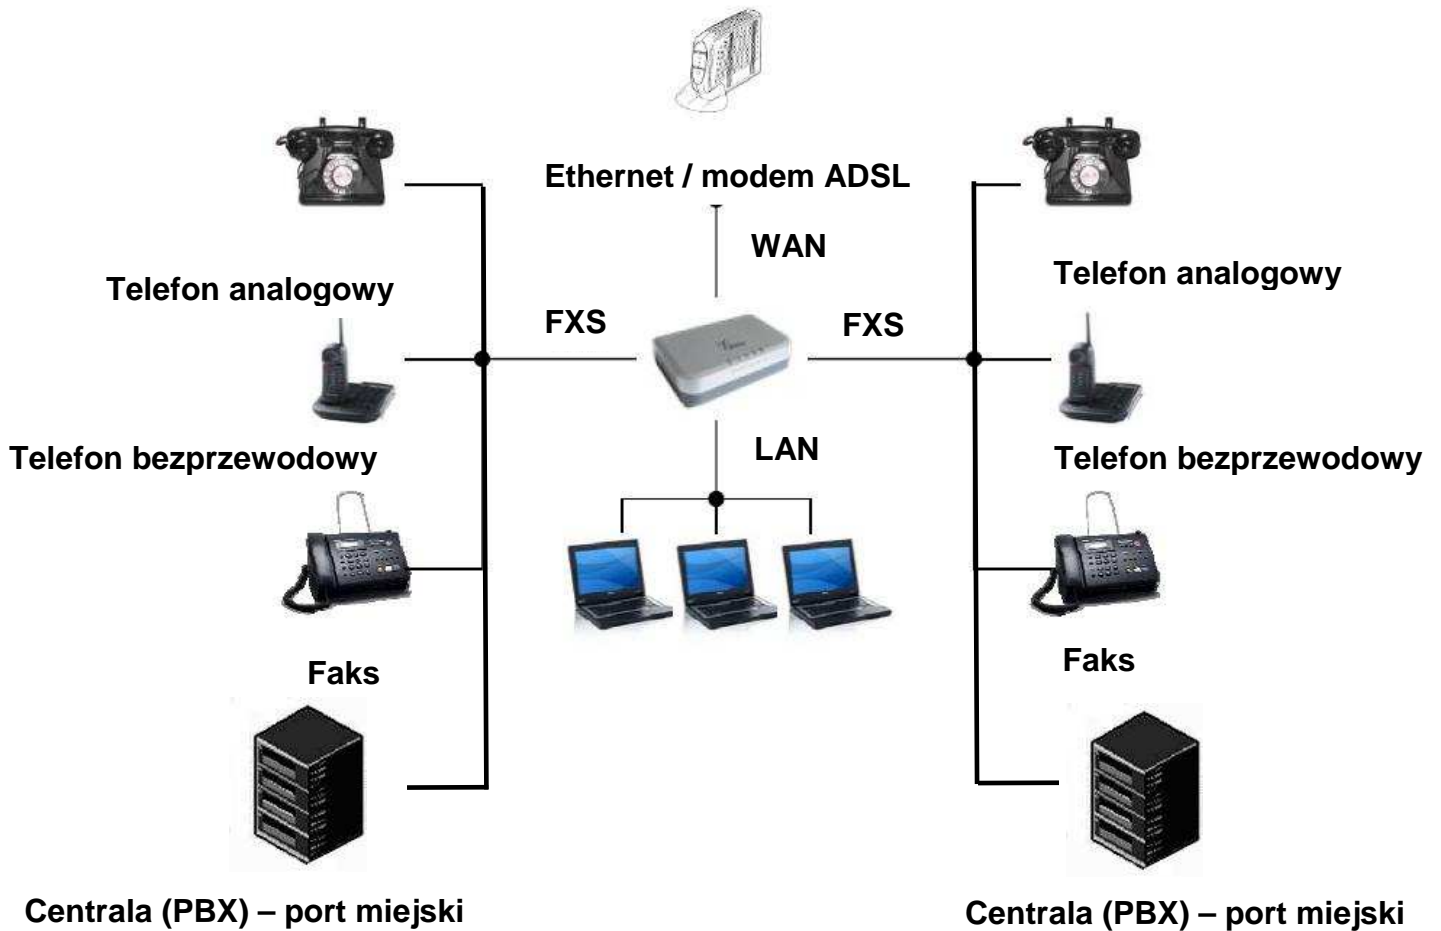 Ethernet / modem ADSL
WAN
Telefon analogowy
Telefon analogowy
FXS
FXS
LAN
Telefon bezprzewodowy
Telefon bezprzewodowy
Faks
Faks
Centrala (PBX) – port miejski
Centrala (PBX) – port miejski